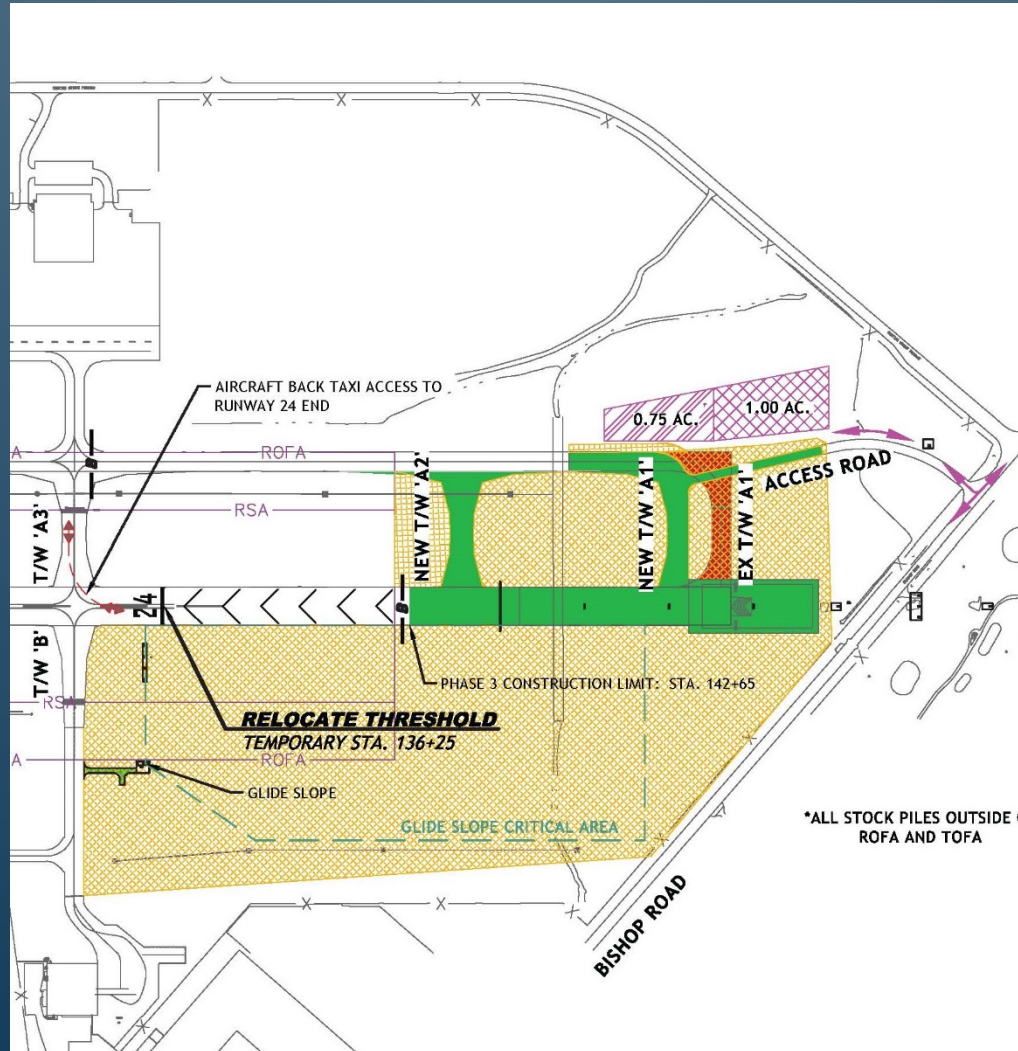 AIRCRAFT BACK TAXI ACCESS TO
RUNWAY 24 END
0.75 AC.
1.00 AC.
A
ROFA
B
ACCESS ROAD
RSA
T/W 'A3'
NEW T/W 'A2'
NEW T/W 'A1'
EX T/W 'A1'
24
B
T/W 'B'
PHASE 3 CONSTRUCTION LIMIT: STA. 142+65
RSA
RELOCATE THRESHOLD
TEMPORARY STA. 136+25
A
ROFA
GLIDE SLOPE
GLIDE SLOPE CRITICAL AREA
*ALL STOCK PILES OUTSIDE
ROFA AND TOFA
BISHOP ROAD